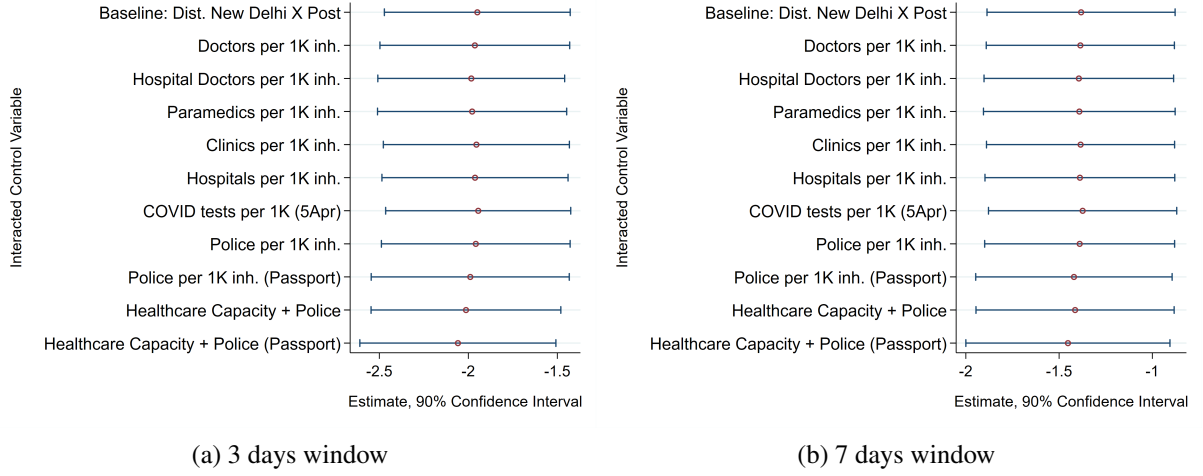 Interacted Control Variable
Baseline: Dist. New Delhi X Post
Doctors per 1K inh.
Hospital Doctors per 1K inh.
Paramedics per 1K inh.
Clinics per 1K inh.
Hospitals per 1K inh.
COVID tests per 1K (5Apr)
Police per 1K inh.
Police per 1K inh. (Passport)
Healthcare Capacity + Police
Healthcare Capacity + Police (Passport)
-2.5 -2 -1.5
Estimate, 90% Confidence Interval
(a) 3 days window
Interacted Control Variable
Baseline: Dist. New Delhi X Post
Doctors per 1K inh.
Hospital Doctors per 1K inh.
Paramedics per 1K inh.
Clinics per 1K inh.
Hospitals per 1K inh.
COVID tests per 1K (5Apr)
Police per 1K inh.
Police per 1K inh. (Passport)
Healthcare Capacity + Police
Healthcare Capacity + Police (Passport)
-2 -1.5 -1
Estimate, 90% Confidence Interval
(b) 7 days window